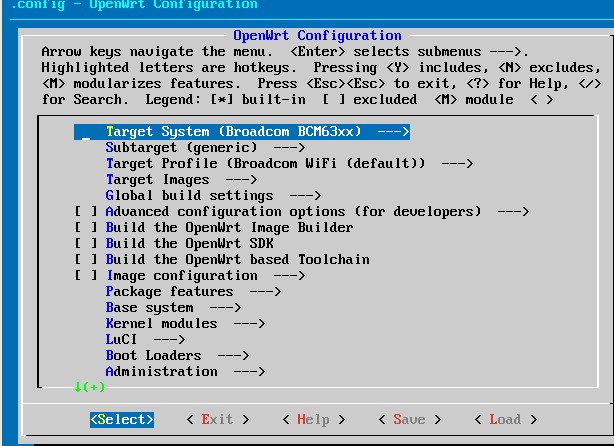 .config - OpenWrt Configuration
OpenWrt Configuration
Arrow keys navigate the menu.  <Enter> selects submenus --->.
Highlighted letters are hotkeys.  Pressing <Y> includes, <N> excludes,
<M> modularizes features.  Press <Esc><Esc> to exit, <?> for Help, </>
for Search.  Legend: [*] built-in  [ ] excluded  <M> module  < >
Target System (Broadcom BCM63xx)  --->
Subtarget (generic)  --->
Target Profile (Broadcom WiFi (default))  --->
Target Images  --->
Global build settings  --->
[ ] Advanced configuration options (for developers)  --->
[ ] Build the OpenWrt Image Builder
[ ] Build the OpenWrt SDK
[ ] Build the OpenWrt based Toolchain
[ ] Image configuration  --->
Package features  --->
Base system  --->
Kernel modules  --->
LuCI  --->
Boot Loaders  --->
Administration  --->
↓(+)
<Select>    < Exit >    < Help >    < Save >    < Load >